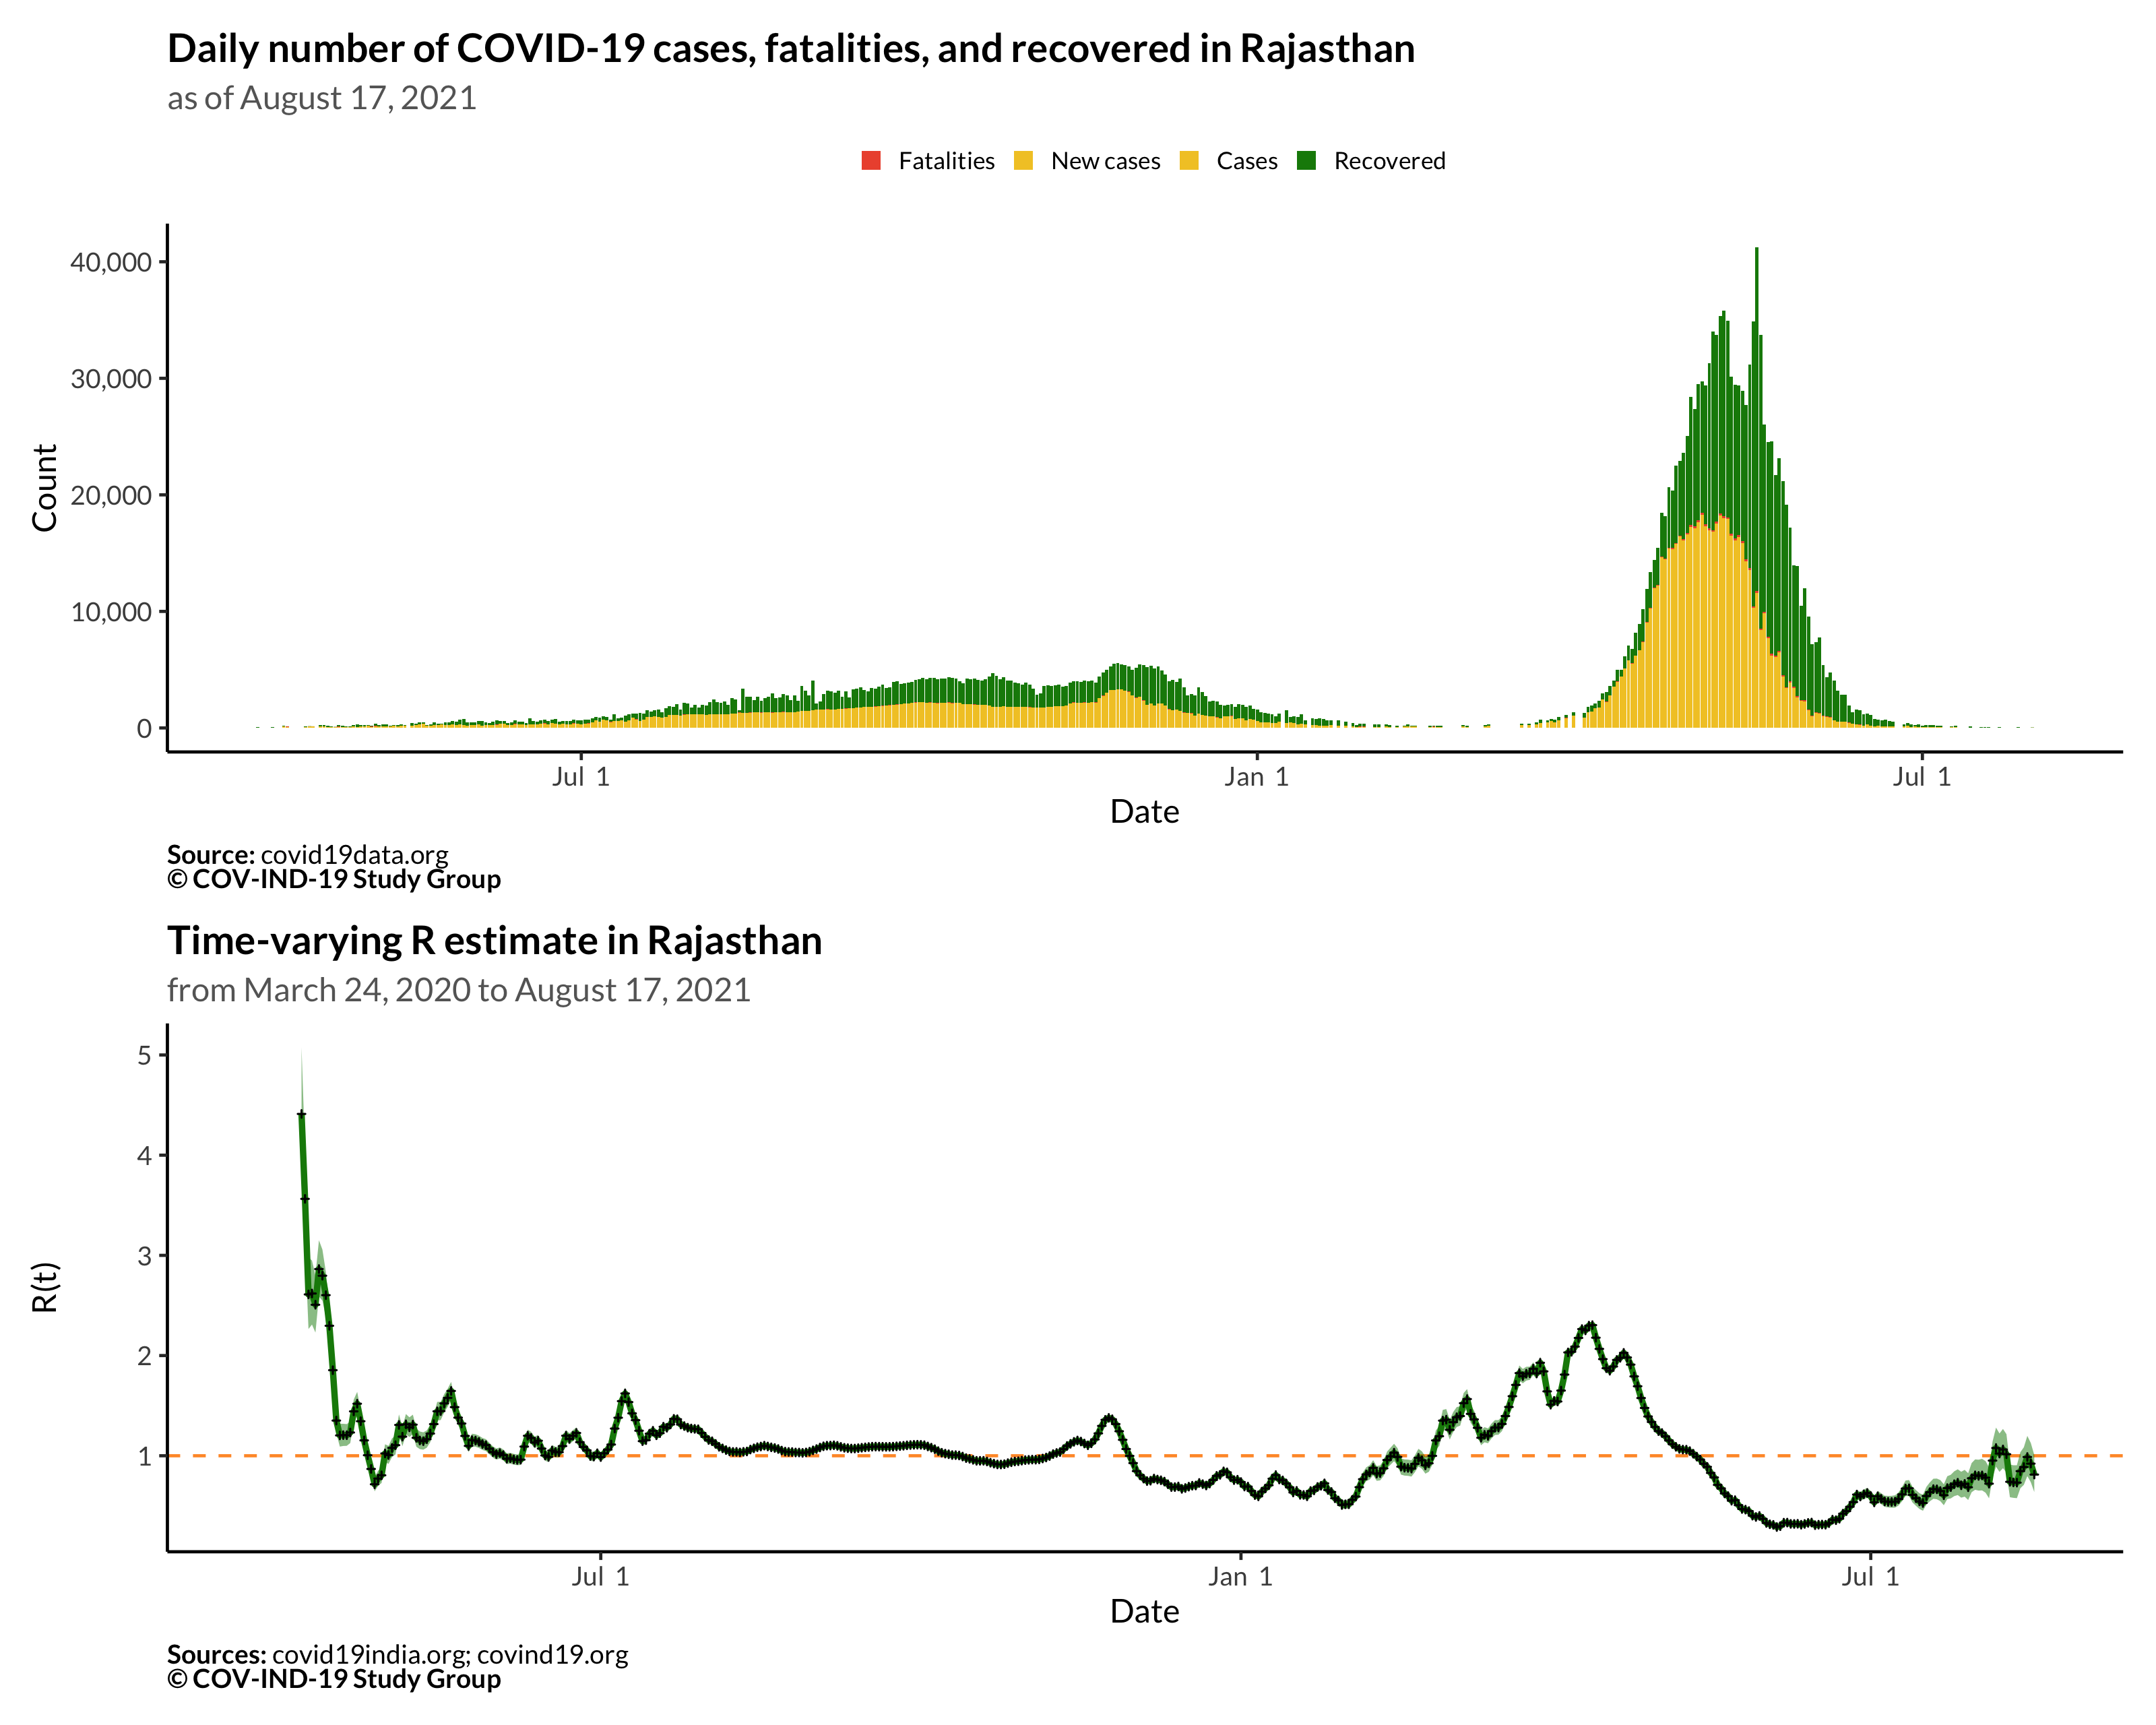 Daily number of COVID-19 cases, fatalities, and recovered in Rajasthan
as of August 17, 2021
Fatalities New cases Cases Recovered
40,000
30,000
20,000
10,000
0
Count
Jul 1 Jan 1 Jul 1
Date
Source: covid19data.org
© COV-IND-19 Study Group
Time-varying R estimate in Rajasthan
from March 24, 2020 to August 17, 2021
5
4
3
2
1
R(t)
Jul 1 Jan 1 Jul 1
Date
Sources: covid19india.org; covind19.org
© COV-IND-19 Study Group